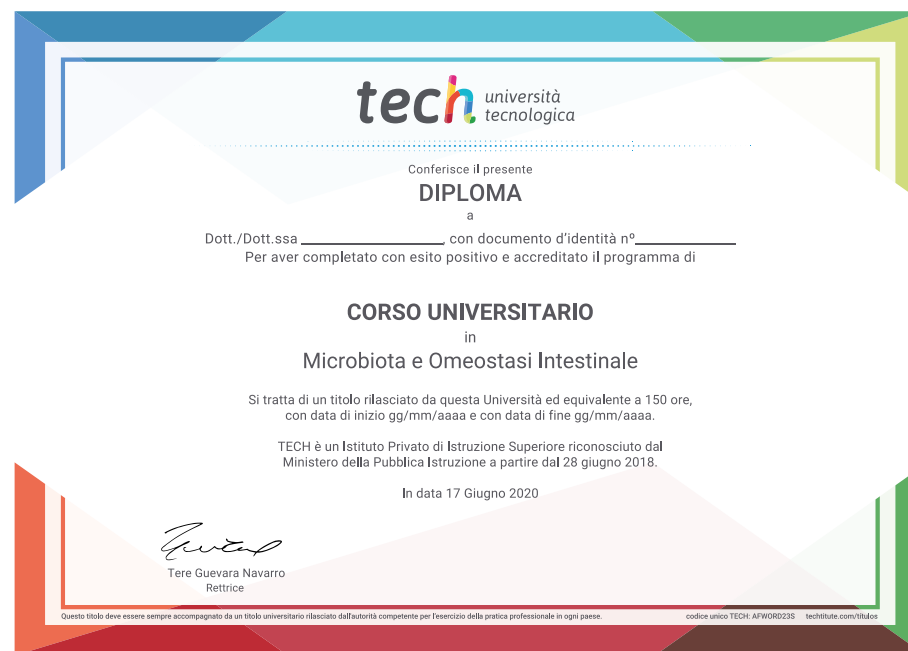 tech università
tecnologica
Conferisce il presente
DIPLOMA
a
Dott./Dott.ssa ____________________, con documento d'identità nº______________
Per aver completato con esito positivo e accreditato il programma di
CORSO UNIVERSITARIO
in
Microbiota e Omeostasi Intestinale
Si tratta di un titolo rilasciato da questa Università ed equivalente a 150 ore,
con data di inizio gg/mm/aaaa e con data di fine gg/mm/aaaa.
TECH è un Istituto Privato di Istruzione Superiore riconosciuto dal
Ministero della Pubblica Istruzione a partire dal 28 giugno 2018.
In data 17 Giugno 2020
Tere Guevara Navarro
Rettrice
Questo titolo deve essere sempre accompagnato da un titolo universitario rilasciato dall'autorità competente per l'esercizio della pratica professionale in ogni paese. codice unico TECH: AFWORD23S techtitute.com/titulos